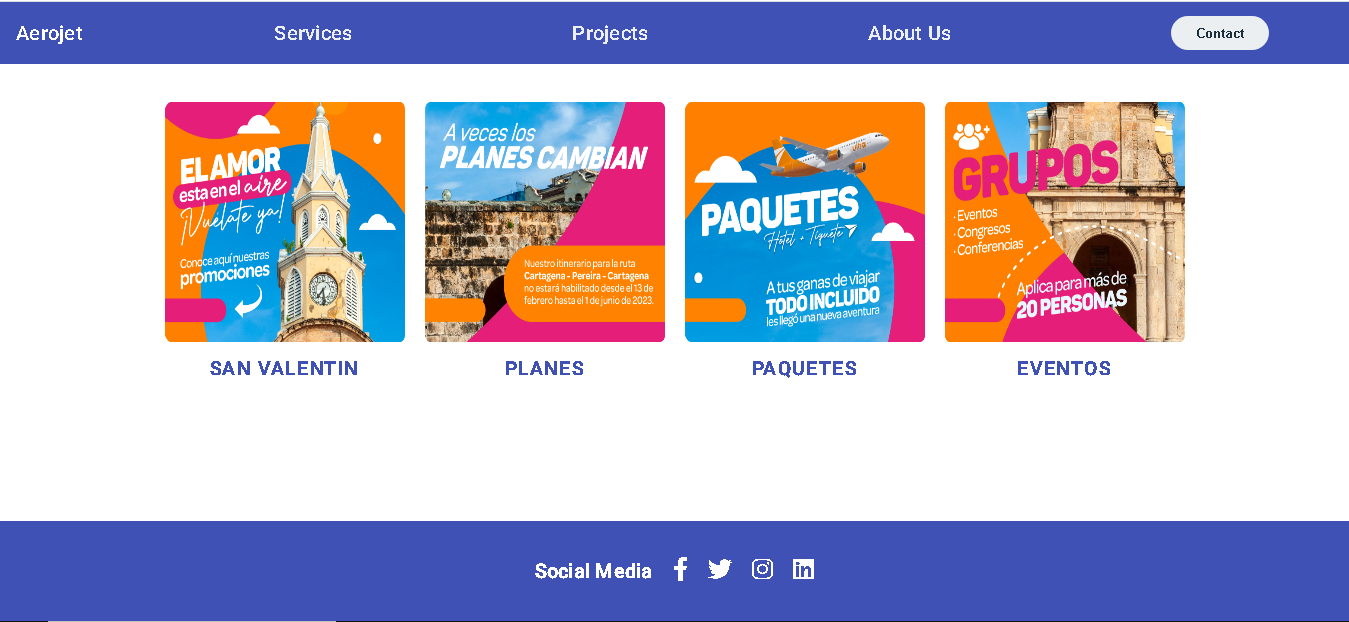 Aerojet Services Projects About Us Contact
EL AMOR
esta en el aire
¡Vuélate ya!
Conoce aquí nuestras
promociones
SAN VALENTIN
A veces los
PLANES CAMBIAN
Nuestro itinerario para la ruta
Cartagena - Pereira - Cartagena
no estará habilitado desde el 13 de
febrero hasta el 1 de junio de 2023.
PLANES
ultra
PAQUETES
Hotel + Tiquete
A tus ganas de viajar
TODO INCLUIDO
les llegó una nueva aventura
PAQUETES
GRUPOS
· Eventos
· Congresos
· Conferencias
Aplica para más de
20 PERSONAS
EVENTOS
Social Media